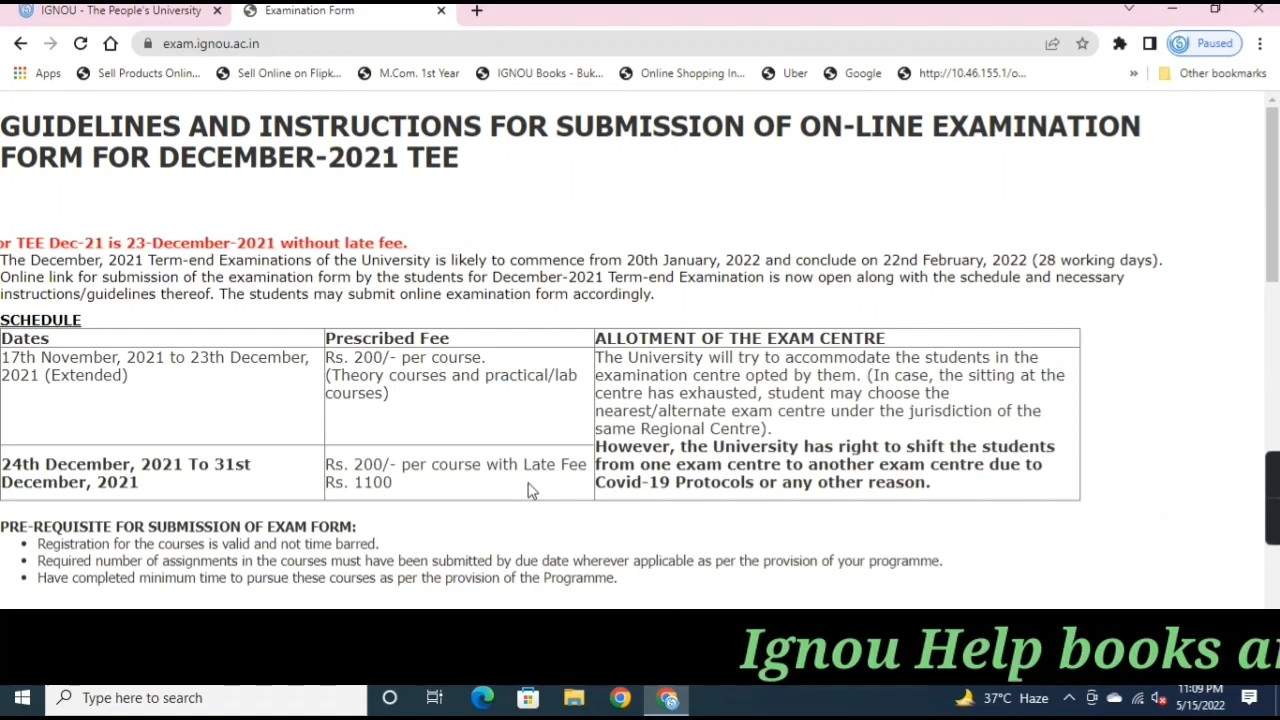 IGNOU - The People's University
Examination Form
exam.ignou.ac.in
Paused
Apps
Sell Products Onlin...
Sell Online on Flipk...
M.Com. 1st Year
IGNOU Books - Buk...
Online Shopping In...
Uber
Google
http://10.46.155.1/o...
Other bookmarks
GUIDELINES AND INSTRUCTIONS FOR SUBMISSION OF ON-LINE EXAMINATION
FORM FOR DECEMBER-2021 TEE
or TEE Dec-21 is 23-December-2021 without late fee.
The December, 2021 Term-end Examinations of the University is likely to commence from 20th January, 2022 and conclude on 22nd February, 2022 (28 working days).
Online link for submission of the examination form by the students for December-2021 Term-end Examination is now open along with the schedule and necessary
instructions/guidelines thereof. The students may submit online examination form accordingly.
SCHEDULE
Dates
Prescribed Fee
ALLOTMENT OF THE EXAM CENTRE
17th November, 2021 to 23th December,
2021 (Extended)
Rs. 200/- per course.
(Theory courses and practical/lab
courses)
The University will try to accommodate the students in the
examination centre opted by them. (In case, the sitting at the
centre has exhausted, student may choose the
nearest/alternate exam centre under the jurisdiction of the
same Regional Centre).
However, the University has right to shift the students
from one exam centre to another exam centre due to
Covid-19 Protocols or any other reason.
24th December, 2021 To 31st
December, 2021
Rs. 200/- per course with Late Fee
Rs. 1100
PRE-REQUISITE FOR SUBMISSION OF EXAM FORM:
• Registration for the courses is valid and not time barred.
• Required number of assignments in the courses must have been submitted by due date wherever applicable as per the provision of your programme.
• Have completed minimum time to pursue these courses as per the provision of the Programme.
Ignou Help books a
Type here to search
37°C Haze
11:09 PM
5/15/2022